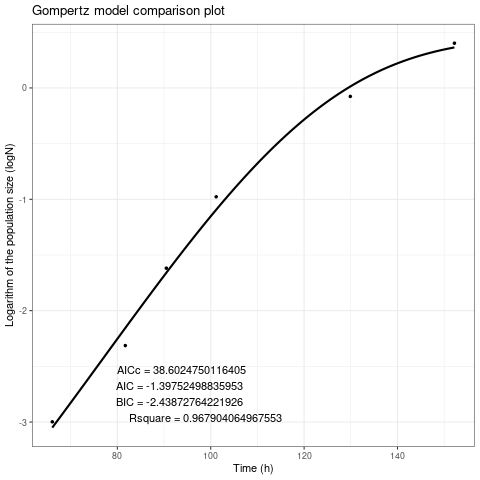 Gompertz model comparison plot
Logarithm of the population size (logN)
0
-1
-2
-3
AICc = 38.6024750116405
AIC = -1.39752498835953
BIC = -2.43872764221926
Rsquare = 0.967904064967553
80
100
120
140
Time (h)